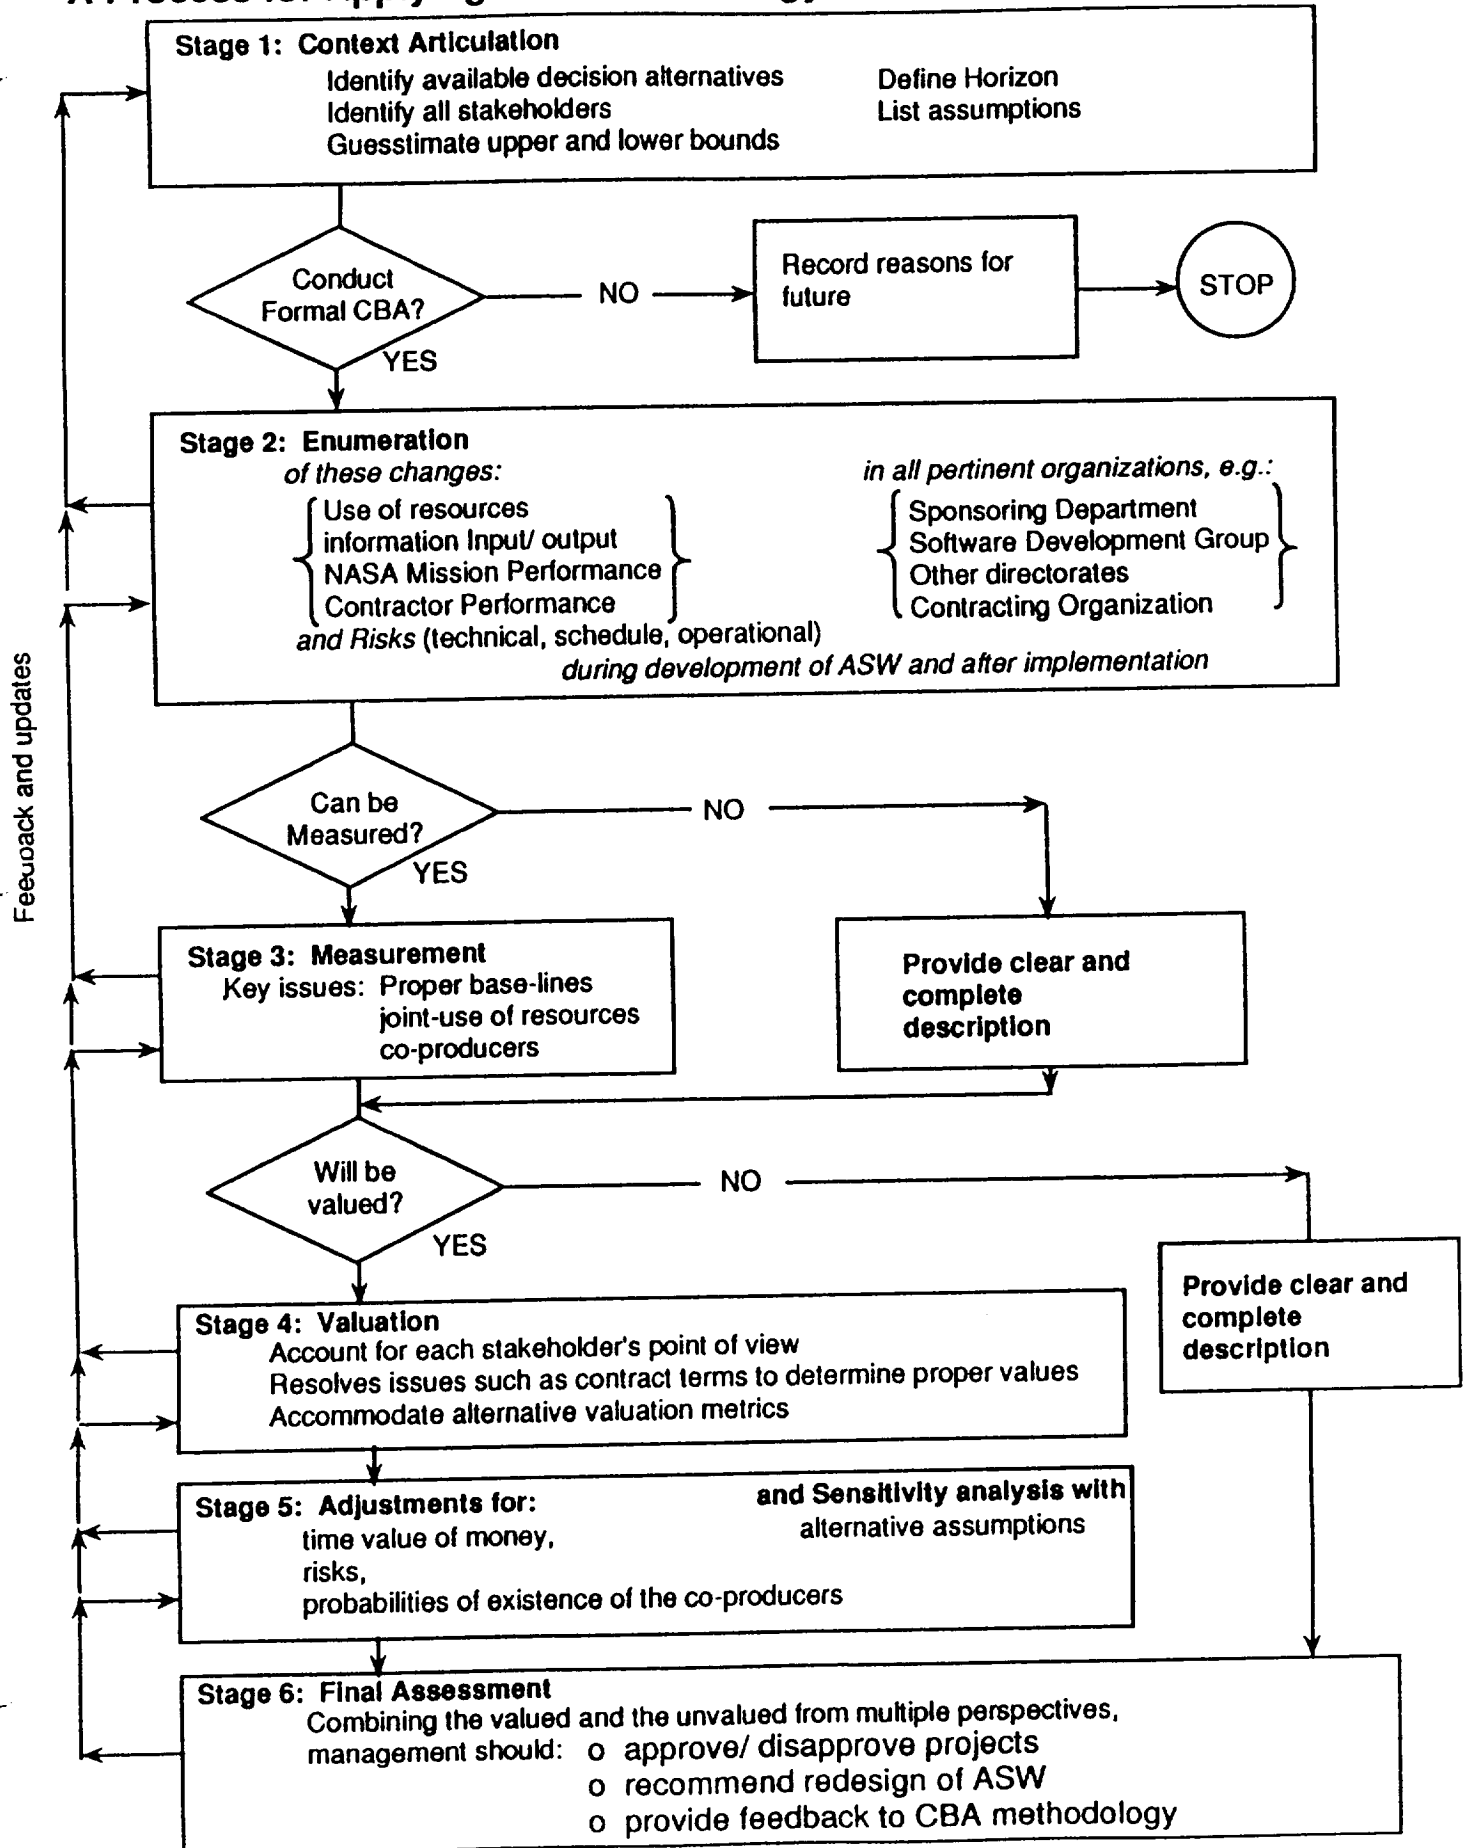 A Process for Applying
Stage 1: Context Articulation
Identify available decision alternatives
Identify all stakeholders
Guesstimate upper and lower bounds
Define Horizon
List assumptions
Conduct
Formal CBA?
NO
Record reasons for
future
STOP
YES
Stage 2: Enumeration
of these changes:
Use of resources
information Input/ output
NASA Mission Performance
Contractor Performance
in all pertinent organizations, e.g.:
Sponsoring Department
Software Development Group
Other directorates
Contracting Organization
and Risks (technical, schedule, operational)
during development of ASW and after implementation
Feedback and updates
Can be
Measured?
NO
YES
Stage 3: Measurement
Key issues: Proper base-lines
joint-use of resources
co-producers
Provide clear and
complete
description
Will be
valued?
NO
YES
Provide clear and
complete
description
Stage 4: Valuation
Account for each stakeholder's point of view
Resolves issues such as contract terms to determine proper values
Accommodate alternative valuation metrics
Stage 5: Adjustments for:
time value of money,
risks,
probabilities of existence of the co-producers
and Sensitivity analysis with
alternative assumptions
Stage 6: Final Assessment
Combining the valued and the unvalued from multiple perspectives,
management should: o approve/ disapprove projects
o recommend redesign of ASW
o provide feedback to CBA methodology